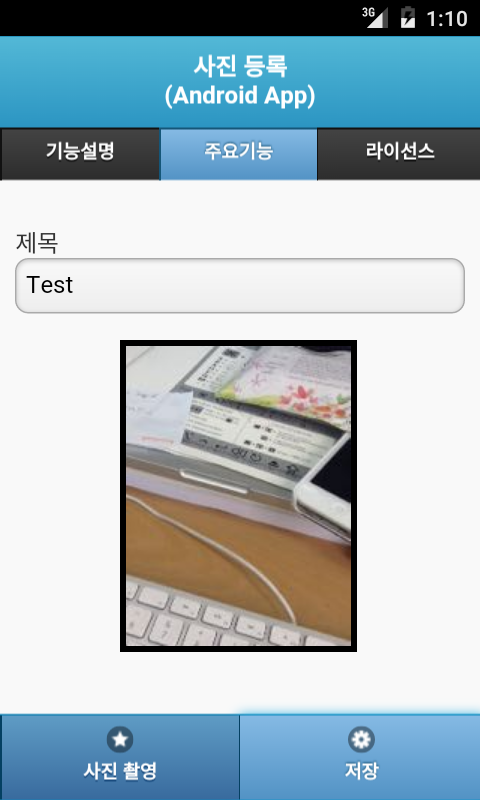 3G 1:10
사진 등록
(Android App)
기능설명 주요기능 라이선스
제목
Test
사진 촬영 저장